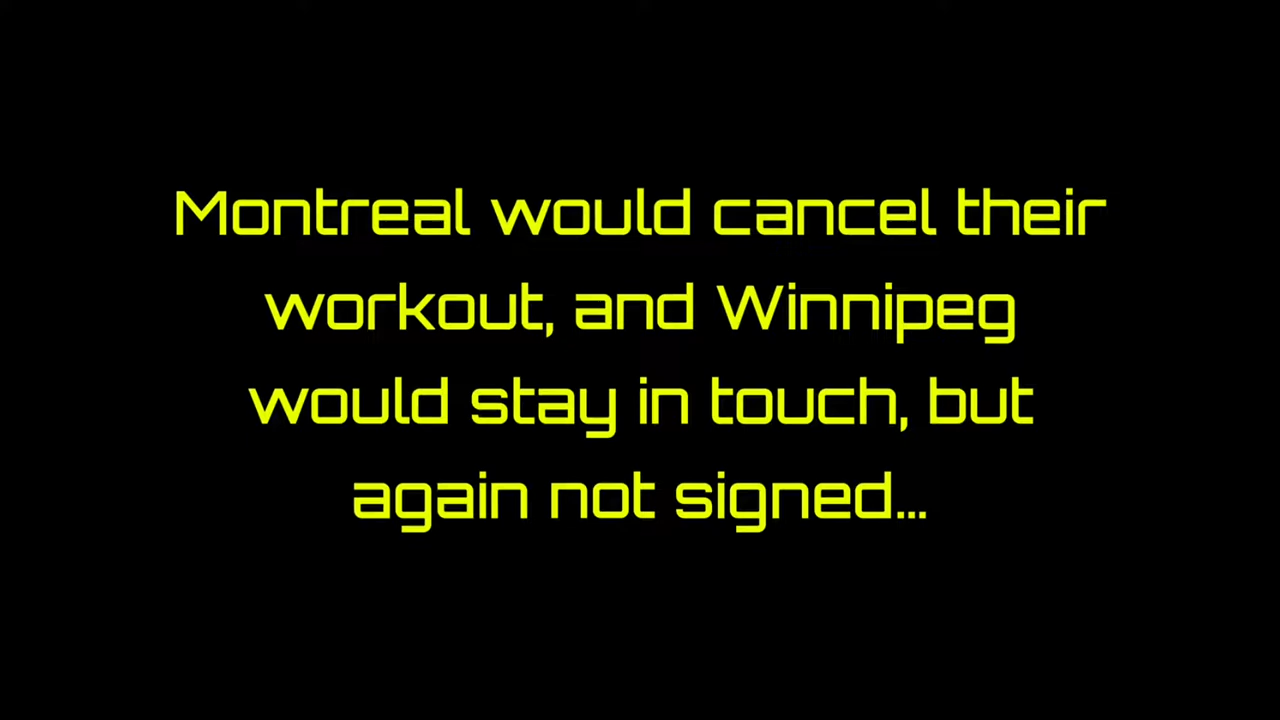 Montreal would cancel their
workout, and Winnipeg
would stay in touch, but
again not signed...